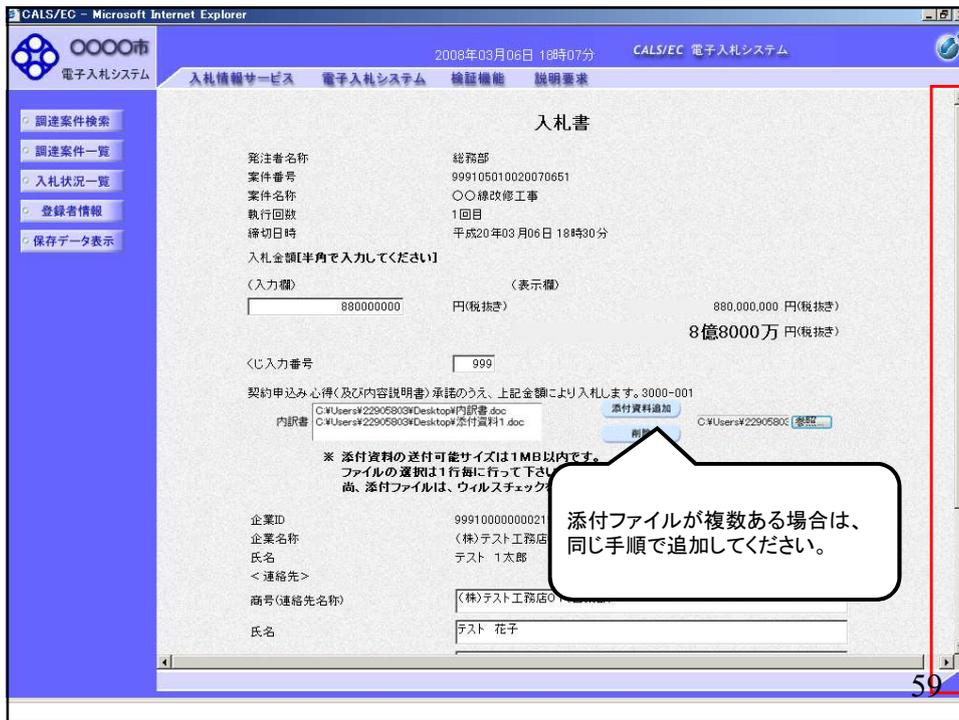 CALS/EC - Microsoft Internet Explorer
OOOO市
電子入札システム
2008年03月06日 18時07分
CALS/EC 電子入札システム
入札情報サービス 電子入札システム 検証機能 説明要求
調達案件検索
調達案件一覧
入札状況一覧
登録者情報
保存データ表示
入札書
発注者名称 総務部
案件番号 999105010020070651
案件名称 〇〇線改修工事
執行回数 1回目
締切日時 平成20年03月06日 18時30分
入札金額[半角で入力してください]
(入力欄) (表示欄)
880000000 円(税抜き) 880,000,000 円(税抜き)
8億8000万 円(税抜き)
くじ入力番号 999
契約申込み心得(及び内容説明書)承諾のうえ、上記金額により入札します。3000-001
内訳書
C:¥Users¥22905803¥Desktop¥内訳書.doc
C:¥Users¥22905803¥Desktop¥添付資料1.doc
添付資料追加
削除
C:¥Users¥2290580 参照...
※ 添付資料の送付可能サイズは1MB以内です。
ファイルの選択は1行毎に行って下さい
尚、添付ファイルは、ウィルスチェック
添付ファイルが複数ある場合は、
同じ手順で追加してください。
企業ID 9991000000002
企業名称 (株)テスト工務店
氏名 テスト 1太郎
<連絡先>
商号(連絡先名称) (株)テスト工務店
氏名 テスト 花子
59